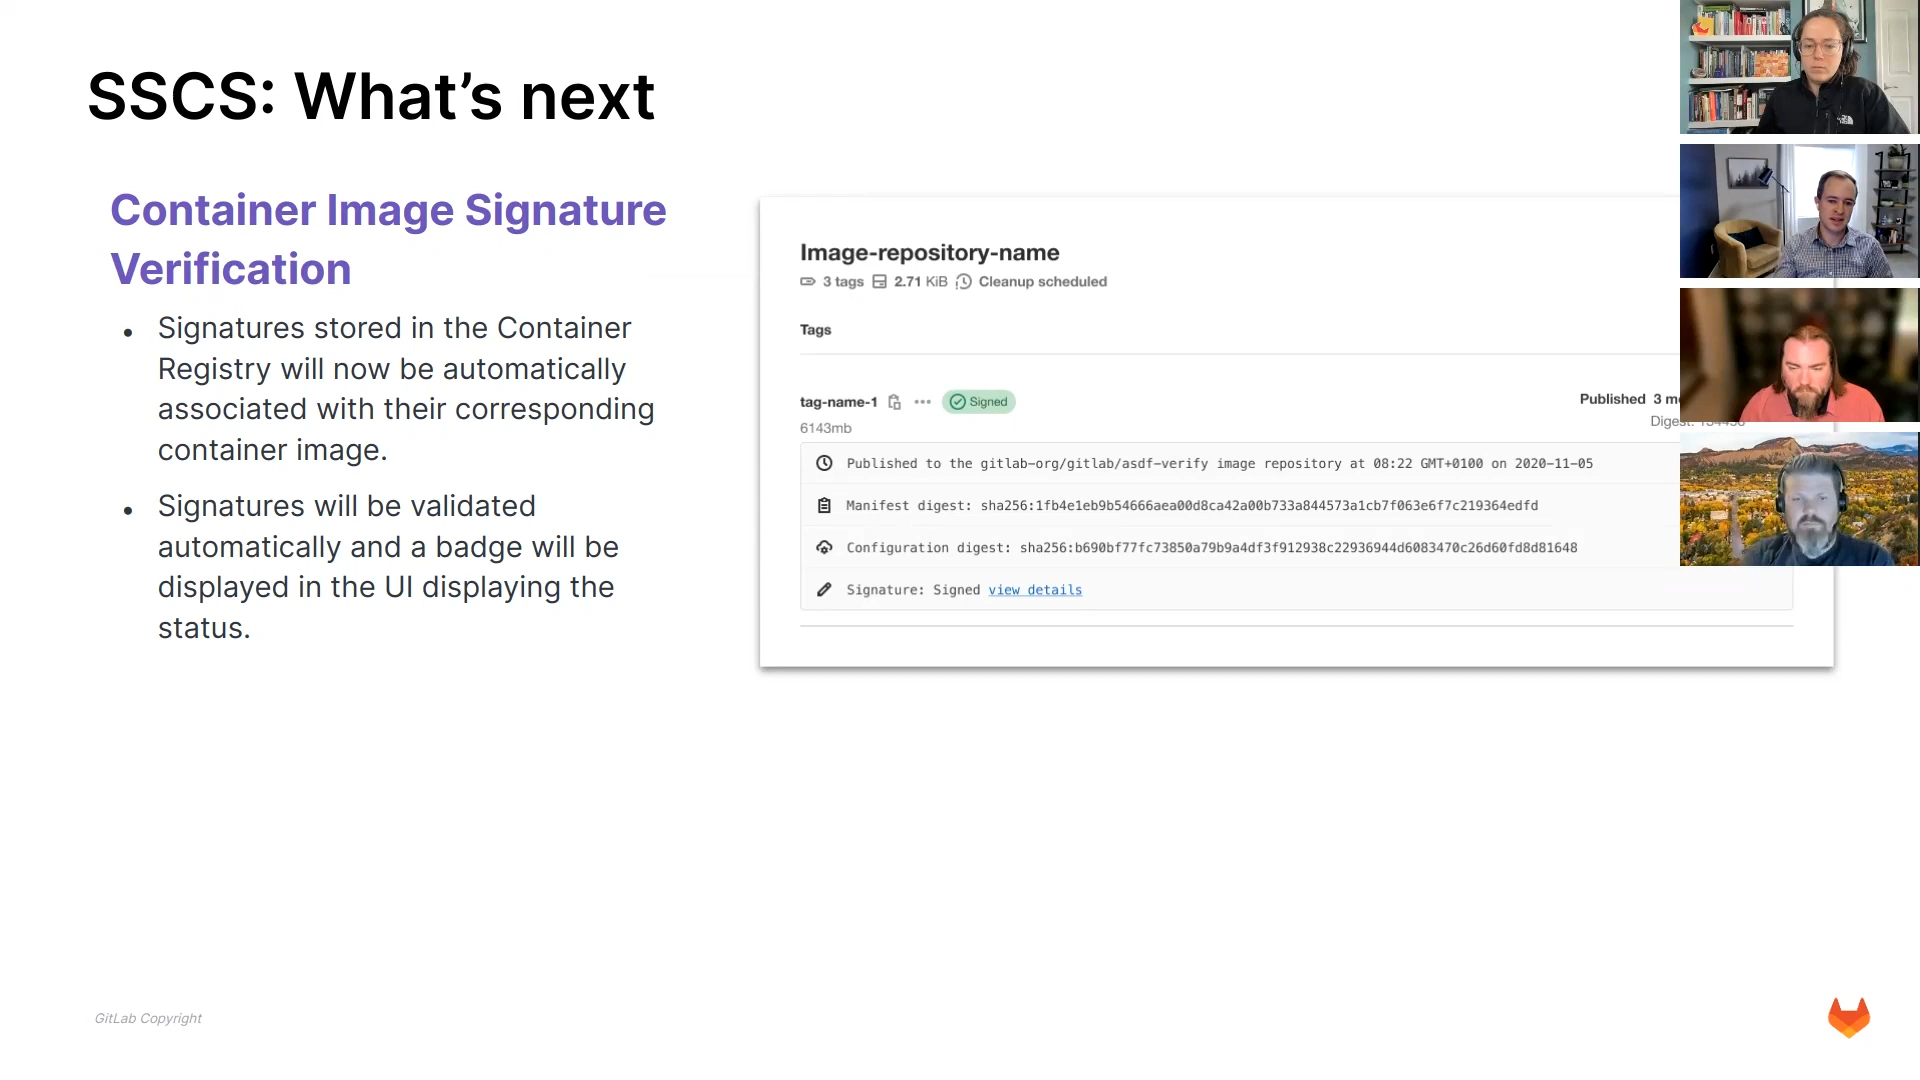 SSCS: What’s next
Container Image Signature
Verification
Signatures stored in the Container
Registry will now be automatically
associated with their corresponding
container image.
Signatures will be validated
automatically and a badge will be
displayed in the UI displaying the
status.
Image-repository-name
3 tags 2.71 KiB Cleanup scheduled
Tags
tag-name-1 ••• Signed
Published 3
6143mb
Published to the gitlab-org/gitlab/asdf-verify image repository at 08:22 GMT+0100 on 2020-11-05
Manifest digest: sha256:1fb4e1eb9b54666aea00d8ca42a00b733a844573a1cb7f063e6f7c219364edfd
Configuration digest: sha256:b690bf77fc73850a79b9a4df3f912938c22936944d6083470c26d60fd8d81648
Signature: Signed view details
GitLab Copyright